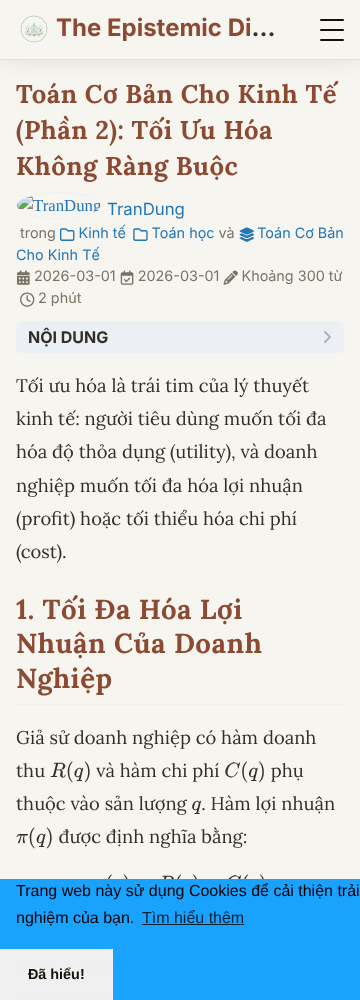 The Epistemic Di...
Toán Cơ Bản Cho Kinh Tế
(Phần 2): Tối Ưu Hóa
Không Ràng Buộc
TranDung TranDung
trong Kinh tế Toán học và Toán Cơ Bản
Cho Kinh Tế
2026-03-01 2026-03-01 Khoảng 300 từ
2 phút
NỘI DUNG
Tối ưu hóa là trái tim của lý thuyết
kinh tế: người tiêu dùng muốn tối đa
hóa độ thỏa dụng (utility), và doanh
nghiệp muốn tối đa hóa lợi nhuận
(profit) hoặc tối thiểu hóa chi phí
(cost).
1. Tối Đa Hóa Lợi
Nhuận Của Doanh
Nghiệp
Giả sử doanh nghiệp có hàm doanh
thu R(q) và hàm chi phí C(q) phụ
thuộc vào sản lượng q. Hàm lợi nhuận
π(q) được định nghĩa bằng:
Trang web này sử dụng Cookies để cải thiện trải
nghiệm của bạn. Tìm hiểu thêm
Đã hiểu!